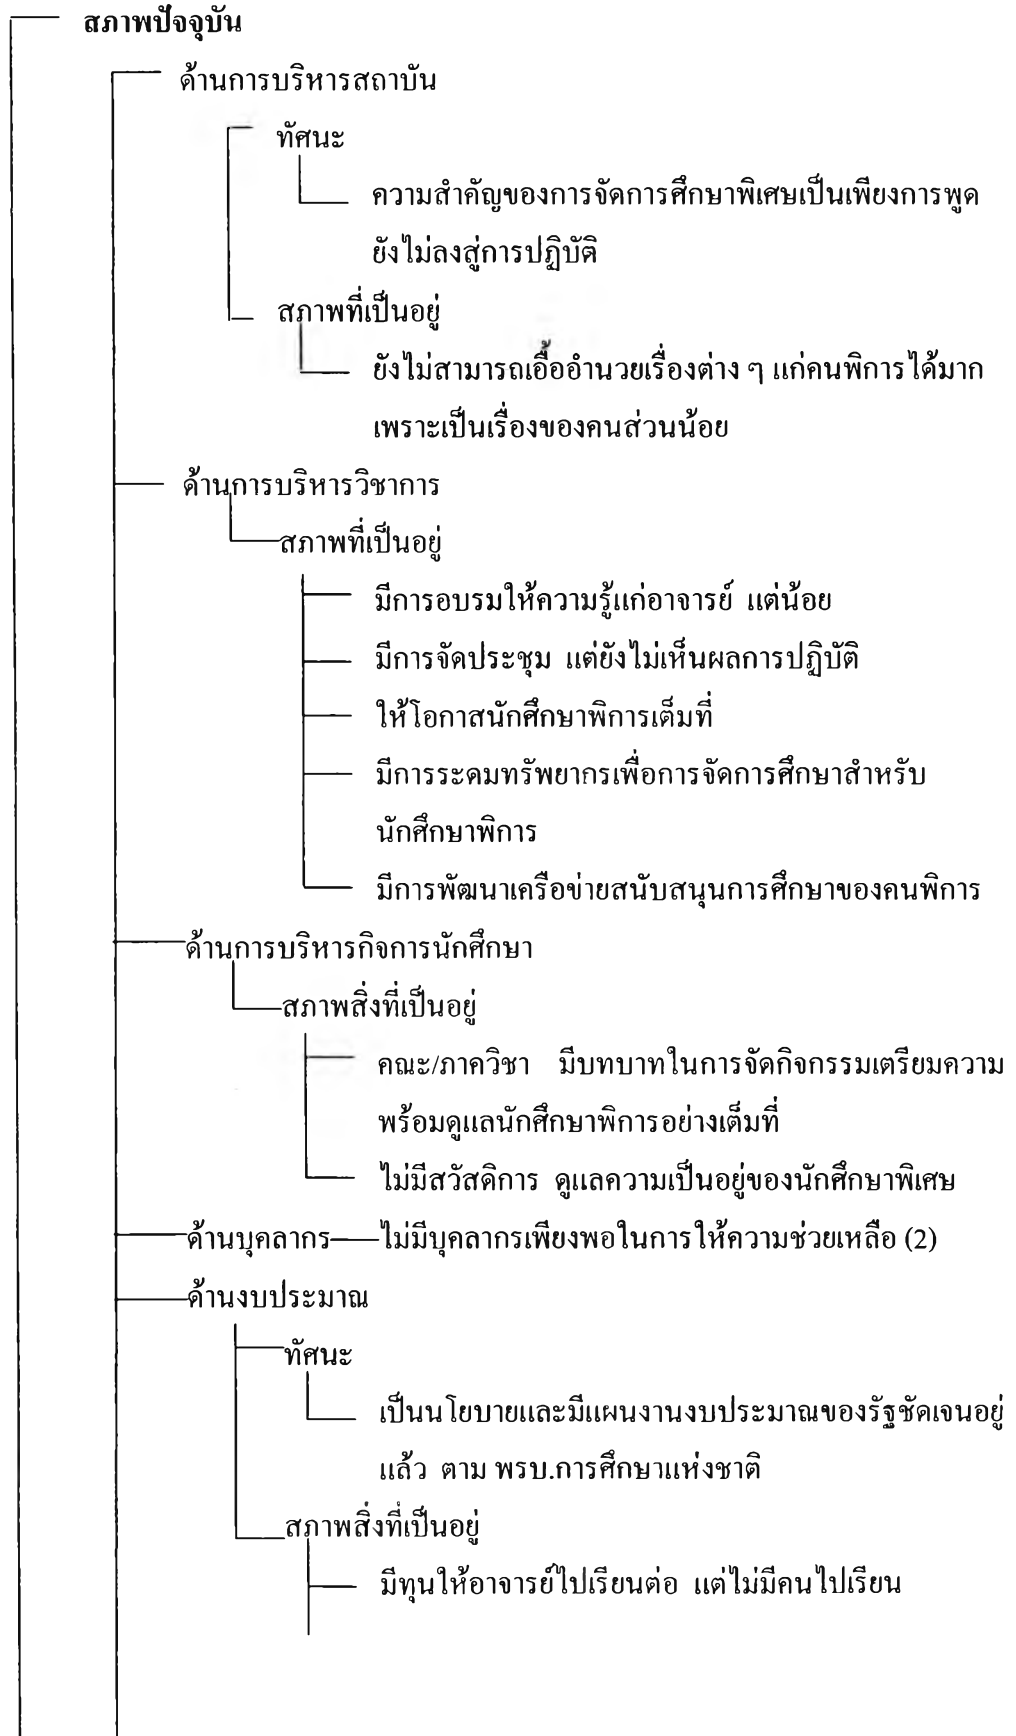 สภาพปัจจุบัน
ด้านการบริหารสถาบัน
ทัศนะ
ความสำคัญของการจัดการศึกษาพิเศษเป็นเพียงการพูด
ยังไม่ลงสู่การปฏิบัติ
สภาพที่เป็นอยู่
ยังไม่สามารถเอื้ออำนวยเรื่องต่าง ๆ แก่คนพิการได้มาก
เพราะเป็นเรื่องของคนส่วนน้อย
ด้านการบริหารวิชาการ
สภาพที่เป็นอยู่
มีการอบรมให้ความรู้แก่อาจารย์ แต่น้อย
มีการจัดประชุม แต่ยังไม่เห็นผลการปฏิบัติ
ให้โอกาสนักศึกษาพิการเต็มที่
มีการระดมทรัพยากรเพื่อการจัดการศึกษาสำหรับ
นักศึกษาพิการ
มีการพัฒนาเครือข่ายสนับสนุนการศึกษาของคนพิการ
ด้านการบริหารกิจการนักศึกษา
สภาพสิ่งที่เป็นอยู่
คณะ/ภาควิชา มีบทบาทในการจัดกิจกรรมเตรียมความ
พร้อมดูแลนักศึกษาพิการอย่างเต็มที่
ไม่มีสวัสดิการ ดูแลความเป็นอยู่ของนักศึกษาพิเศษ
ด้านบุคลากร ไม่มีบุคลากรเพียงพอในการให้ความช่วยเหลือ (2)
ด้านงบประมาณ
ทัศนะ
เป็นนโยบายและมีแผนงานงบประมาณของรัฐชัดเจนอยู่
แล้ว ตาม พรบ.การศึกษาแห่งชาติ
สภาพสิ่งที่เป็นอยู่
มีทุนให้อาจารย์ไปเรียนต่อ แต่ไม่มีคนไปเรียน